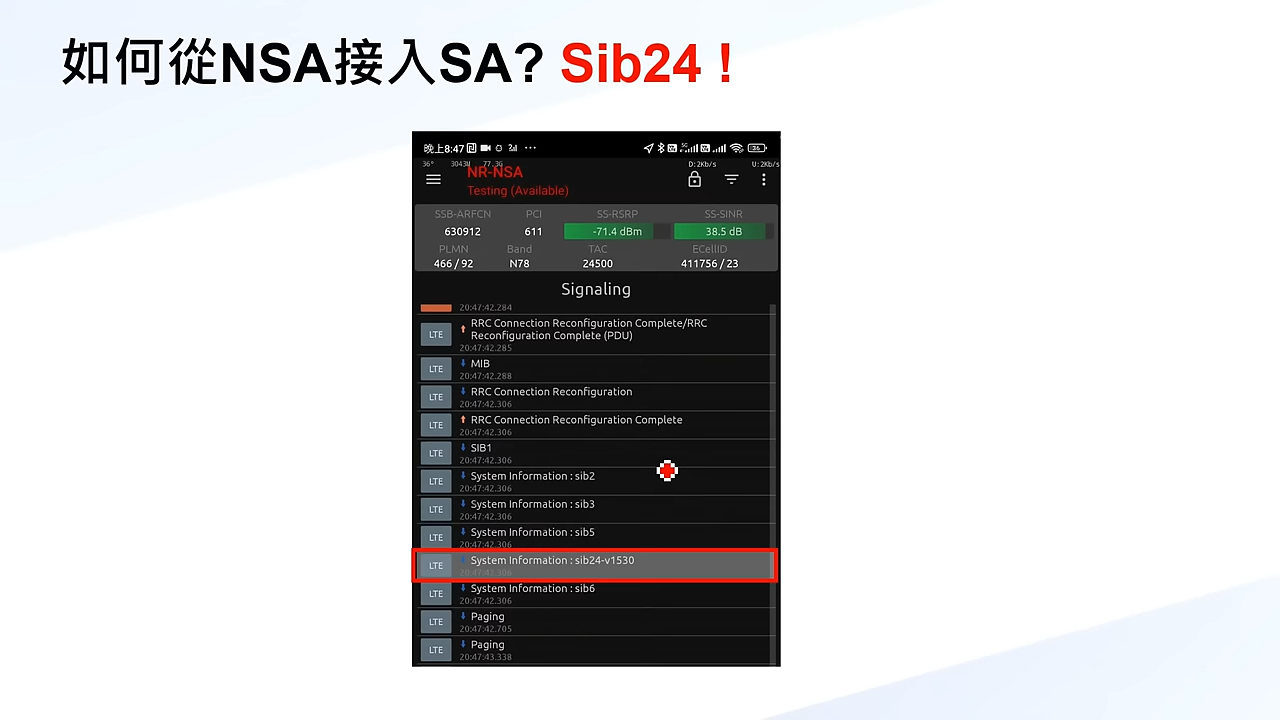 如何從NSA接入SA? Sib24!
晚上8:47
36° 3043M 77.36 D:2Kb/s U:2Kb/s
NR-NSA
Testing (Available)
SSB-ARFCN PCI SS-RSRP SS-SINR
630912 611 -71.4 dBm 38.5 dB
PLMN Band TAC ECellID
466 / 92 N78 24500 411756 / 23
Signaling
20:47:42.284
LTE RRC Connection Reconfiguration Complete/RRC
Reconfiguration Complete (PDU)
20:47:42.285
LTE MIB
20:47:42.288
LTE RRC Connection Reconfiguration
20:47:42.306
LTE RRC Connection Reconfiguration Complete
20:47:42.306
LTE SIB1
20:47:42.306
LTE System Information : sib2
20:47:42.306
LTE System Information : sib3
20:47:42.306
LTE System Information : sib5
20:47:42.306
LTE System Information : sib24-v1530
20:47:42.306
LTE System Information : sib6
20:47:42.306
LTE Paging
20:47:42.705
LTE Paging
20:47:43.338